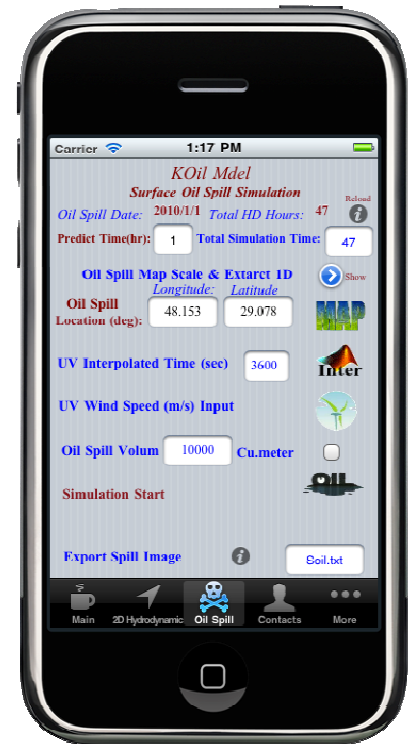 Carrier 1:17 PM
KOil Mdel
Surface Oil Spill Simulation
Reload
Oil Spill Date: 2010/1/1 Total HD Hours: 47
Predict Time(hr): 1 Total Simulation Time: 47
Oil Spill Map Scale & Extarct 1D Show
Longitude: Latitude
Oil Spill
Location (deg): 48.153 29.078 MAP
UV Interpolated Time (sec) 3600 Inter
UV Wind Speed (m/s) Input
Oil Spill Volum 10000 Cu.meter
OIL
Simulation Start
Export Spill Image Soil.txt
Main 2D Hydrodynamic Oil Spill Contacts More